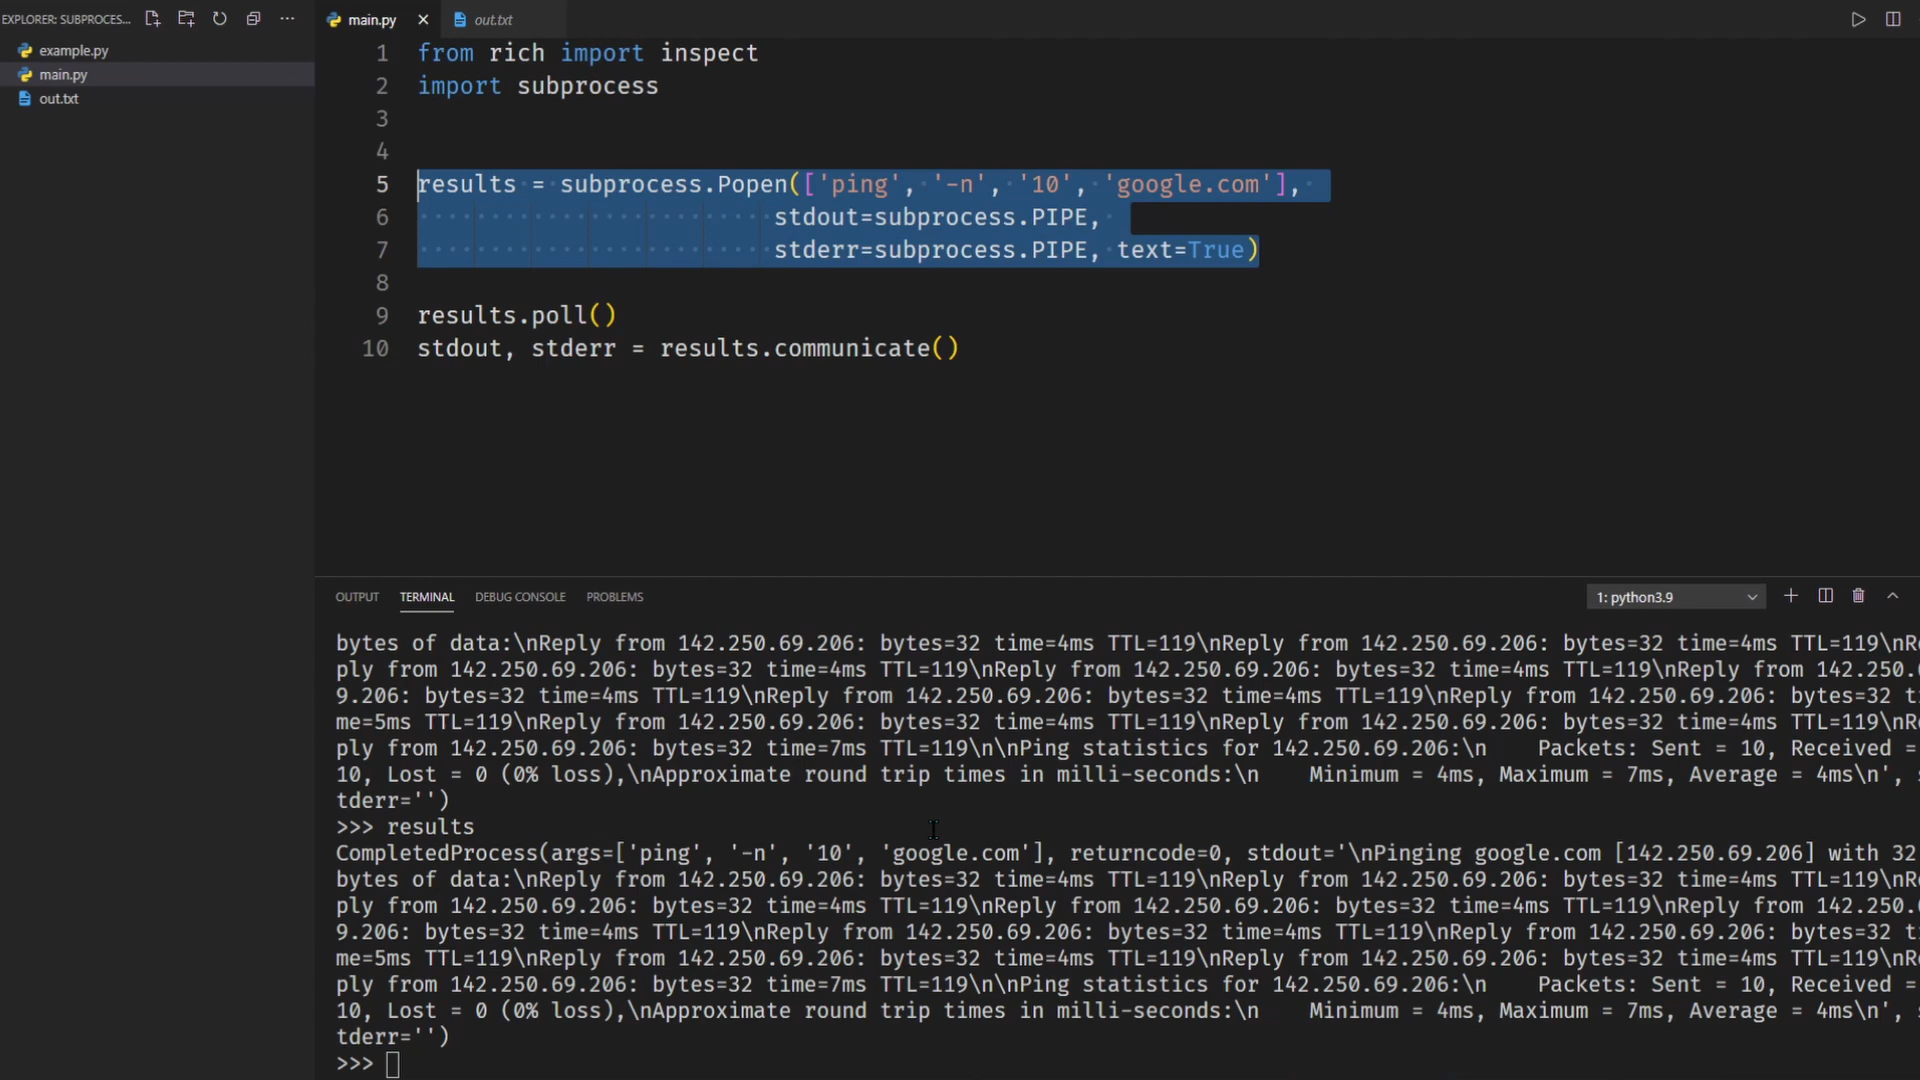 EXPLORER: SUBPROCES...
example.py
main.py
out.txt
main.py
out.txt
1 from rich import inspect
2 import subprocess
3
4
5 results = subprocess.Popen(['ping', '-n', '10', 'google.com'],
6 stdout=subprocess.PIPE,
7 stderr=subprocess.PIPE, text=True)
8
9 results.poll()
10 stdout, stderr = results.communicate()
OUTPUT TERMINAL DEBUG CONSOLE PROBLEMS 1: python3.9
bytes of data:\nReply from 142.250.69.206: bytes=32 time=4ms TTL=119\nReply from 142.250.69.206: bytes=32 time=4ms TTL=119\nRe
ply from 142.250.69.206: bytes=32 time=4ms TTL=119\nReply from 142.250.69.206: bytes=32 time=4ms TTL=119\nReply from 142.250.6
9.206: bytes=32 time=4ms TTL=119\nReply from 142.250.69.206: bytes=32 time=4ms TTL=119\nReply from 142.250.69.206: bytes=32 ti
me=5ms TTL=119\nReply from 142.250.69.206: bytes=32 time=4ms TTL=119\nReply from 142.250.69.206: bytes=32 time=4ms TTL=119\nRe
ply from 142.250.69.206: bytes=32 time=7ms TTL=119\n\nPing statistics for 142.250.69.206:\n    Packets: Sent = 10, Received =
10, Lost = 0 (0% loss),\nApproximate round trip times in milli-seconds:\n    Minimum = 4ms, Maximum = 7ms, Average = 4ms\n', s
tderr='')
>>> results
CompletedProcess(args=['ping', '-n', '10', 'google.com'], returncode=0, stdout='\nPinging google.com [142.250.69.206] with 32
bytes of data:\nReply from 142.250.69.206: bytes=32 time=4ms TTL=119\nReply from 142.250.69.206: bytes=32 time=4ms TTL=119\nRe
ply from 142.250.69.206: bytes=32 time=4ms TTL=119\nReply from 142.250.69.206: bytes=32 time=4ms TTL=119\nReply from 142.250.6
9.206: bytes=32 time=4ms TTL=119\nReply from 142.250.69.206: bytes=32 time=4ms TTL=119\nReply from 142.250.69.206: bytes=32 ti
me=5ms TTL=119\nReply from 142.250.69.206: bytes=32 time=4ms TTL=119\nReply from 142.250.69.206: bytes=32 time=4ms TTL=119\nRe
ply from 142.250.69.206: bytes=32 time=7ms TTL=119\n\nPing statistics for 142.250.69.206:\n    Packets: Sent = 10, Received =
10, Lost = 0 (0% loss),\nApproximate round trip times in milli-seconds:\n    Minimum = 4ms, Maximum = 7ms, Average = 4ms\n', s
tderr='')
>>>